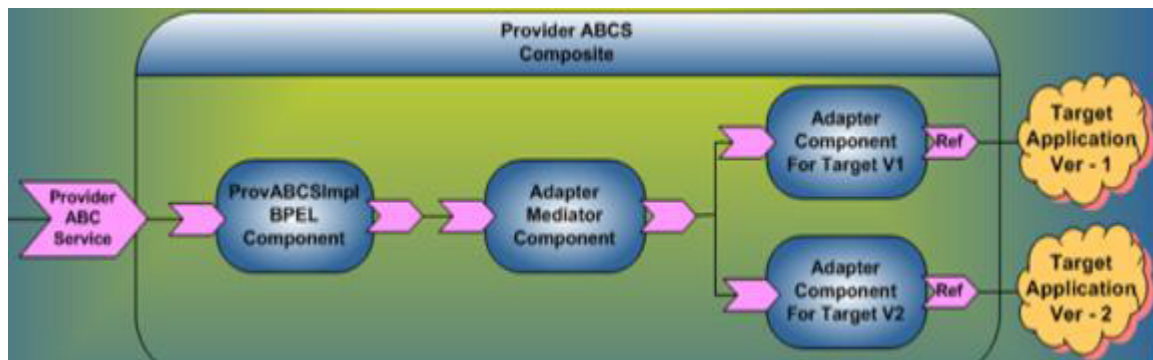 Provider ABCS
Composite
Provider
ABC
Service
ProvABCSImpl
BPEL
Component
Adapter
Mediator
Component
Adapter
Component
For Target V1
Ref
Target
Application
Ver - 1
Adapter
Component
For Target V2
Ref
Target
Application
Ver - 2